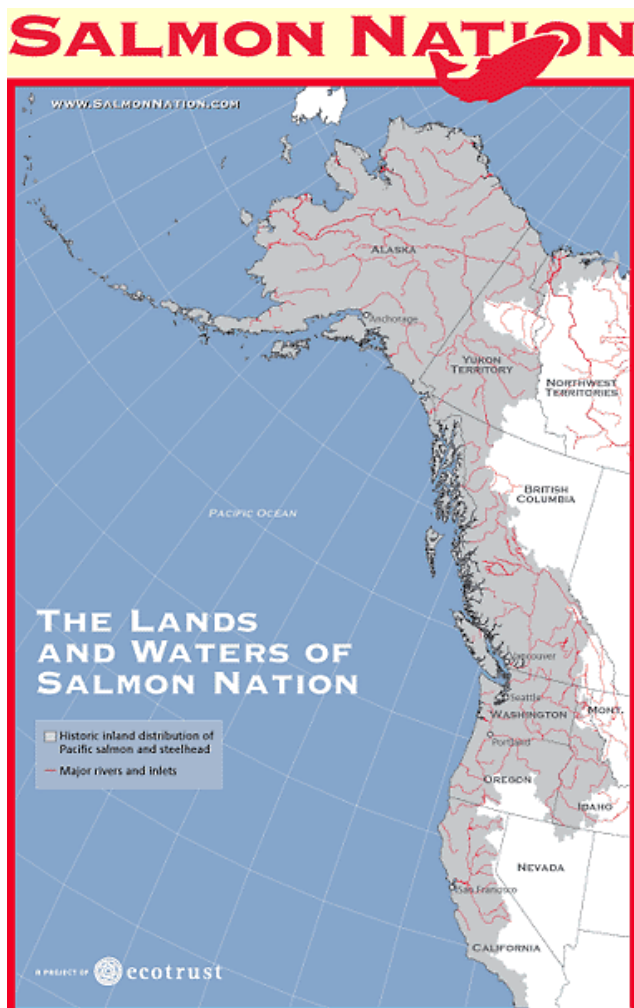 SALMON NATION
WWW.SALMONNATION.COM
ALASKA
Anchorage
YUKON
TERRITORY
NORTHWEST
TERRITORIES
BRITISH
COLUMBIA
PACIFIC OCEAN
THE LANDS
AND WATERS OF
SALMON NATION
Vancouver
Seattle
WASHINGTON
MONT.
Historic inland distribution of
Pacific salmon and steelhead
Major rivers and inlets
Portland
OREGON
IDAHO
NEVADA
San Francisco
CALIFORNIA
A PROJECT OF ecotrust